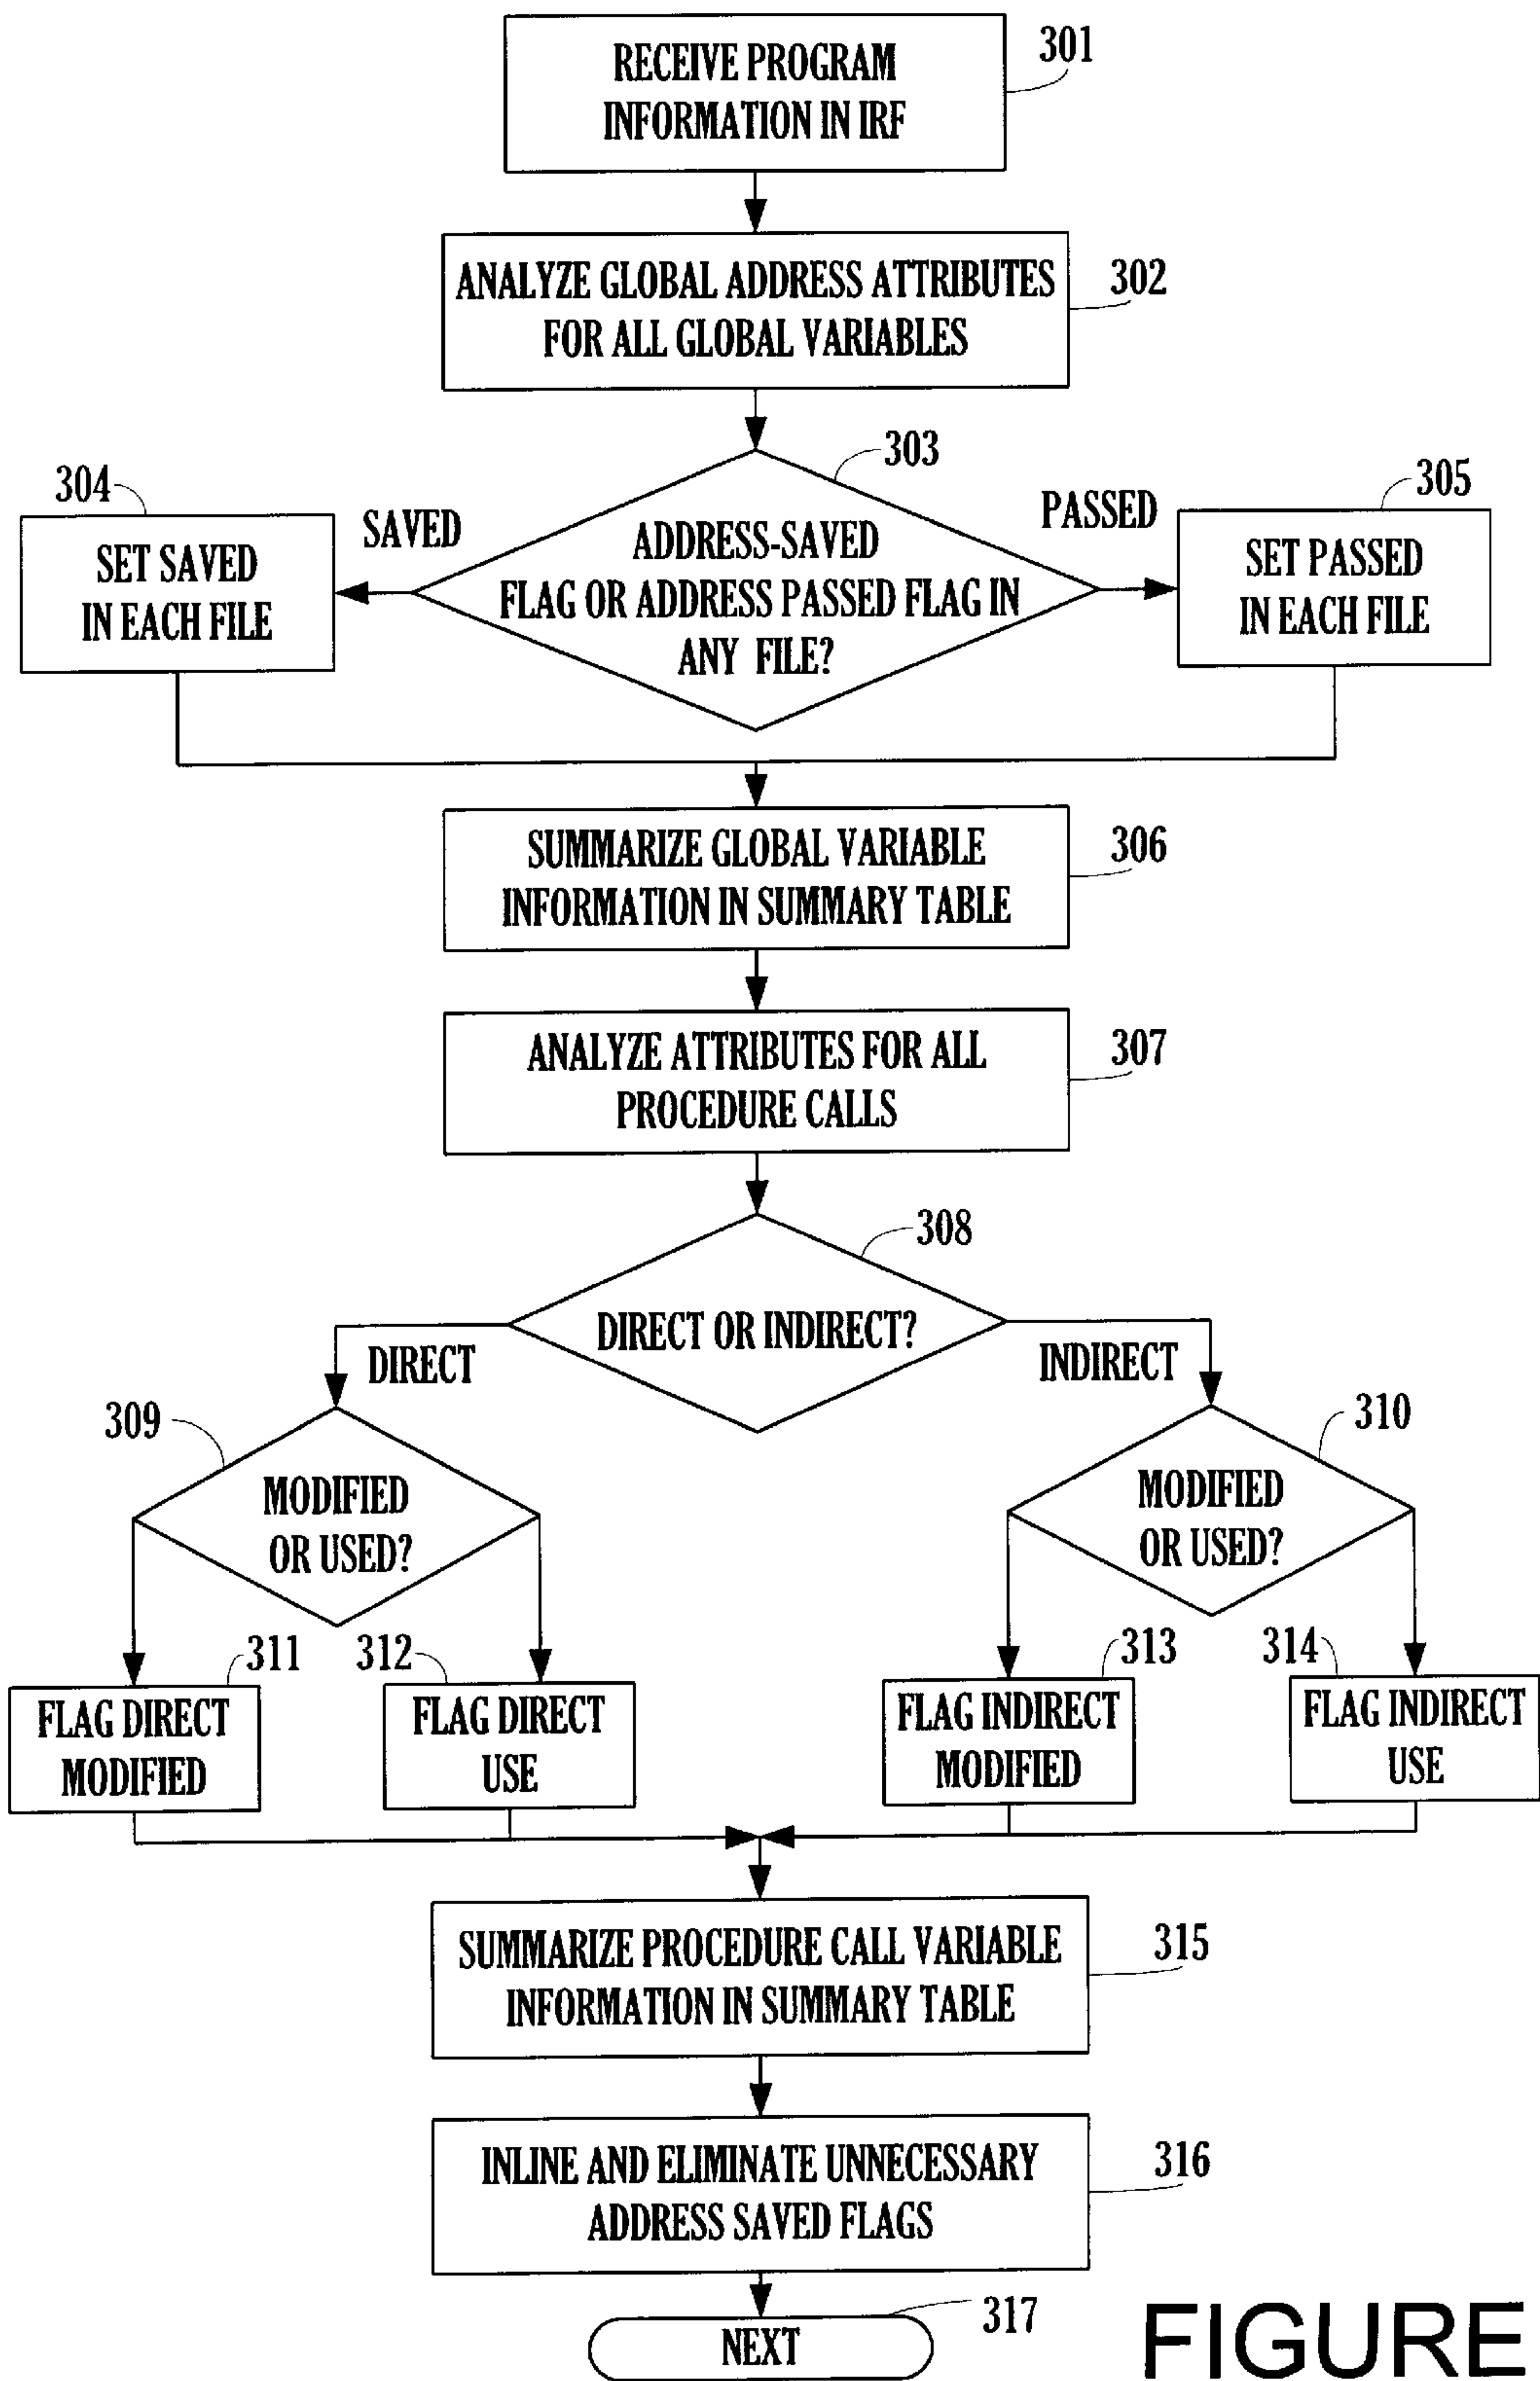 RECEIVE PROGRAM
INFORMATION IN IRF
301
ANALYZE GLOBAL ADDRESS ATTRIBUTES
FOR ALL GLOBAL VARIABLES
302
303
304
SAVED
PASSED
305
SET SAVED
IN EACH FILE
ADDRESS-SAVED
FLAG OR ADDRESS PASSED FLAG IN
ANY FILE?
SET PASSED
IN EACH FILE
SUMMARIZE GLOBAL VARIABLE
INFORMATION IN SUMMARY TABLE
306
ANALYZE ATTRIBUTES FOR ALL
PROCEDURE CALLS
307
308
DIRECT OR INDIRECT?
DIRECT
INDIRECT
309
310
MODIFIED
OR USED?
MODIFIED
OR USED?
311
312
313
314
FLAG DIRECT
MODIFIED
FLAG DIRECT
USE
FLAG INDIRECT
MODIFIED
FLAG INDIRECT
USE
SUMMARIZE PROCEDURE CALL VARIABLE
INFORMATION IN SUMMARY TABLE
315
INLINE AND ELIMINATE UNNECESSARY
ADDRESS SAVED FLAGS
316
317
NEXT
FIGURE